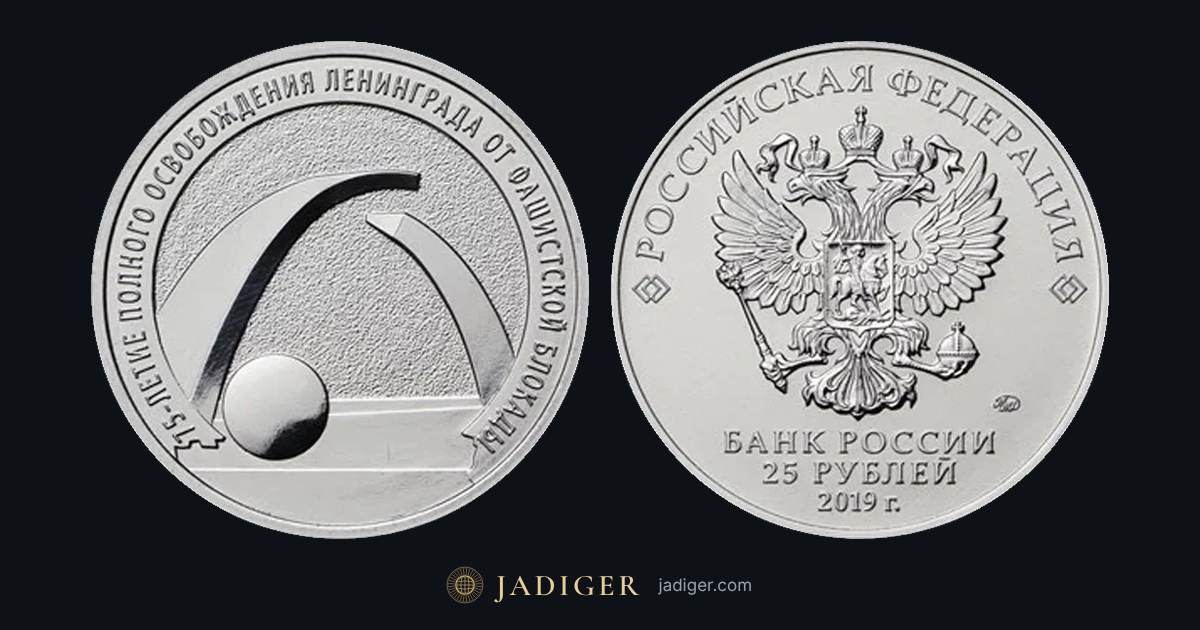 75-ЛЕТИЕ ПОЛНОГО ОСВОБОЖДЕНИЯ ЛЕНИНГРАДА ОТ ФАШИСТСКОЙ БЛОКАДЫ
РОССИЙСКАЯ ФЕДЕРАЦИЯ
БАНК РОССИИ
25 РУБЛЕЙ
2019 г.
JADIGER jadiger.com